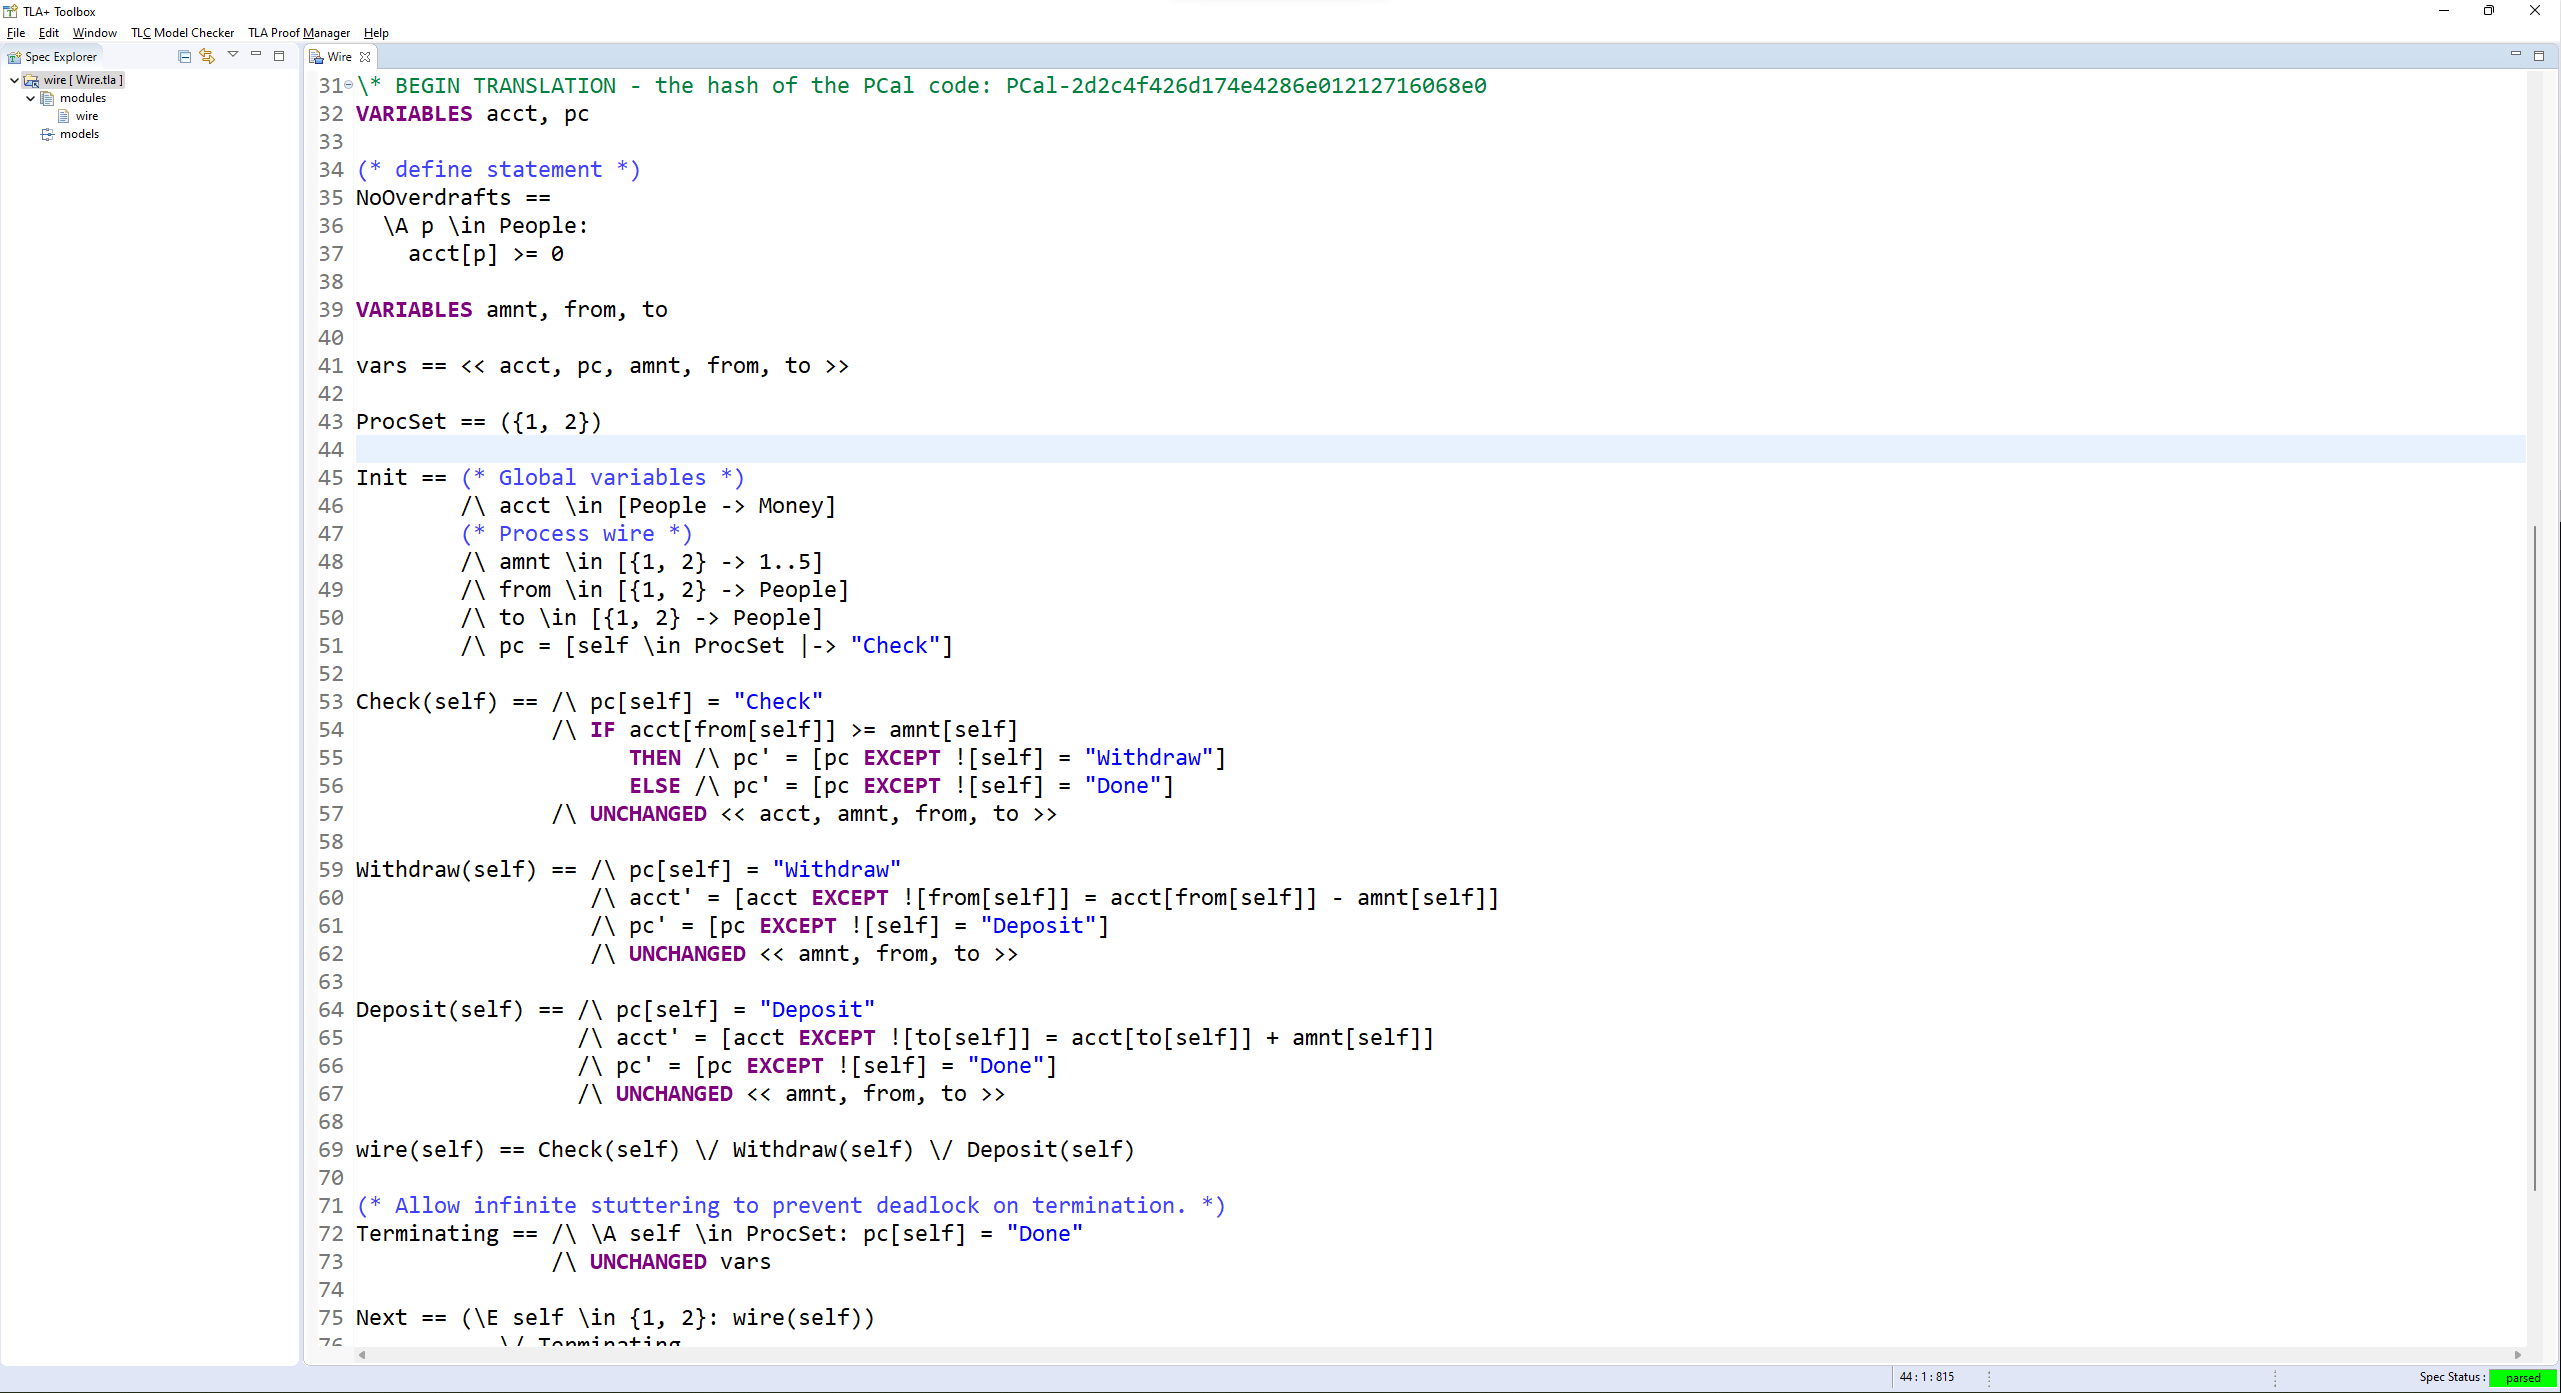 TLA+ Toolbox
File Edit Window TLC Model Checker TLA Proof Manager Help
Spec Explorer
wire [ Wire.tla ]
modules
wire
models
Wire
31 \* BEGIN TRANSLATION - the hash of the PCal code: PCal-2d2c4f426d174e4286e01212716068e0
32 VARIABLES acct, pc
33
34 (* define statement *)
35 NoOverdrafts ==
36   \A p \in People:
37     acct[p] >= 0
38
39 VARIABLES amnt, from, to
40
41 vars == << acct, pc, amnt, from, to >>
42
43 ProcSet == ({1, 2})
44
45 Init == (* Global variables *)
46         /\ acct \in [People -> Money]
47         (* Process wire *)
48         /\ amnt \in [{1, 2} -> 1..5]
49         /\ from \in [{1, 2} -> People]
50         /\ to \in [{1, 2} -> People]
51         /\ pc = [self \in ProcSet |-> "Check"]
52
53 Check(self) == /\ pc[self] = "Check"
54                /\ IF acct[from[self]] >= amnt[self]
55                      THEN /\ pc' = [pc EXCEPT ![self] = "Withdraw"]
56                      ELSE /\ pc' = [pc EXCEPT ![self] = "Done"]
57                /\ UNCHANGED << acct, amnt, from, to >>
58
59 Withdraw(self) == /\ pc[self] = "Withdraw"
60                   /\ acct' = [acct EXCEPT ![from[self]] = acct[from[self]] - amnt[self]]
61                   /\ pc' = [pc EXCEPT ![self] = "Deposit"]
62                   /\ UNCHANGED << amnt, from, to >>
63
64 Deposit(self) == /\ pc[self] = "Deposit"
65                  /\ acct' = [acct EXCEPT ![to[self]] = acct[to[self]] + amnt[self]]
66                  /\ pc' = [pc EXCEPT ![self] = "Done"]
67                  /\ UNCHANGED << amnt, from, to >>
68
69 wire(self) == Check(self) \/ Withdraw(self) \/ Deposit(self)
70
71 (* Allow infinite stuttering to prevent deadlock on termination. *)
72 Terminating == /\ \A self \in ProcSet: pc[self] = "Done"
73                /\ UNCHANGED vars
74
75 Next == (\E self \in {1, 2}: wire(self))
76            \/ Terminating
44 : 1 : 815
Spec Status : parsed